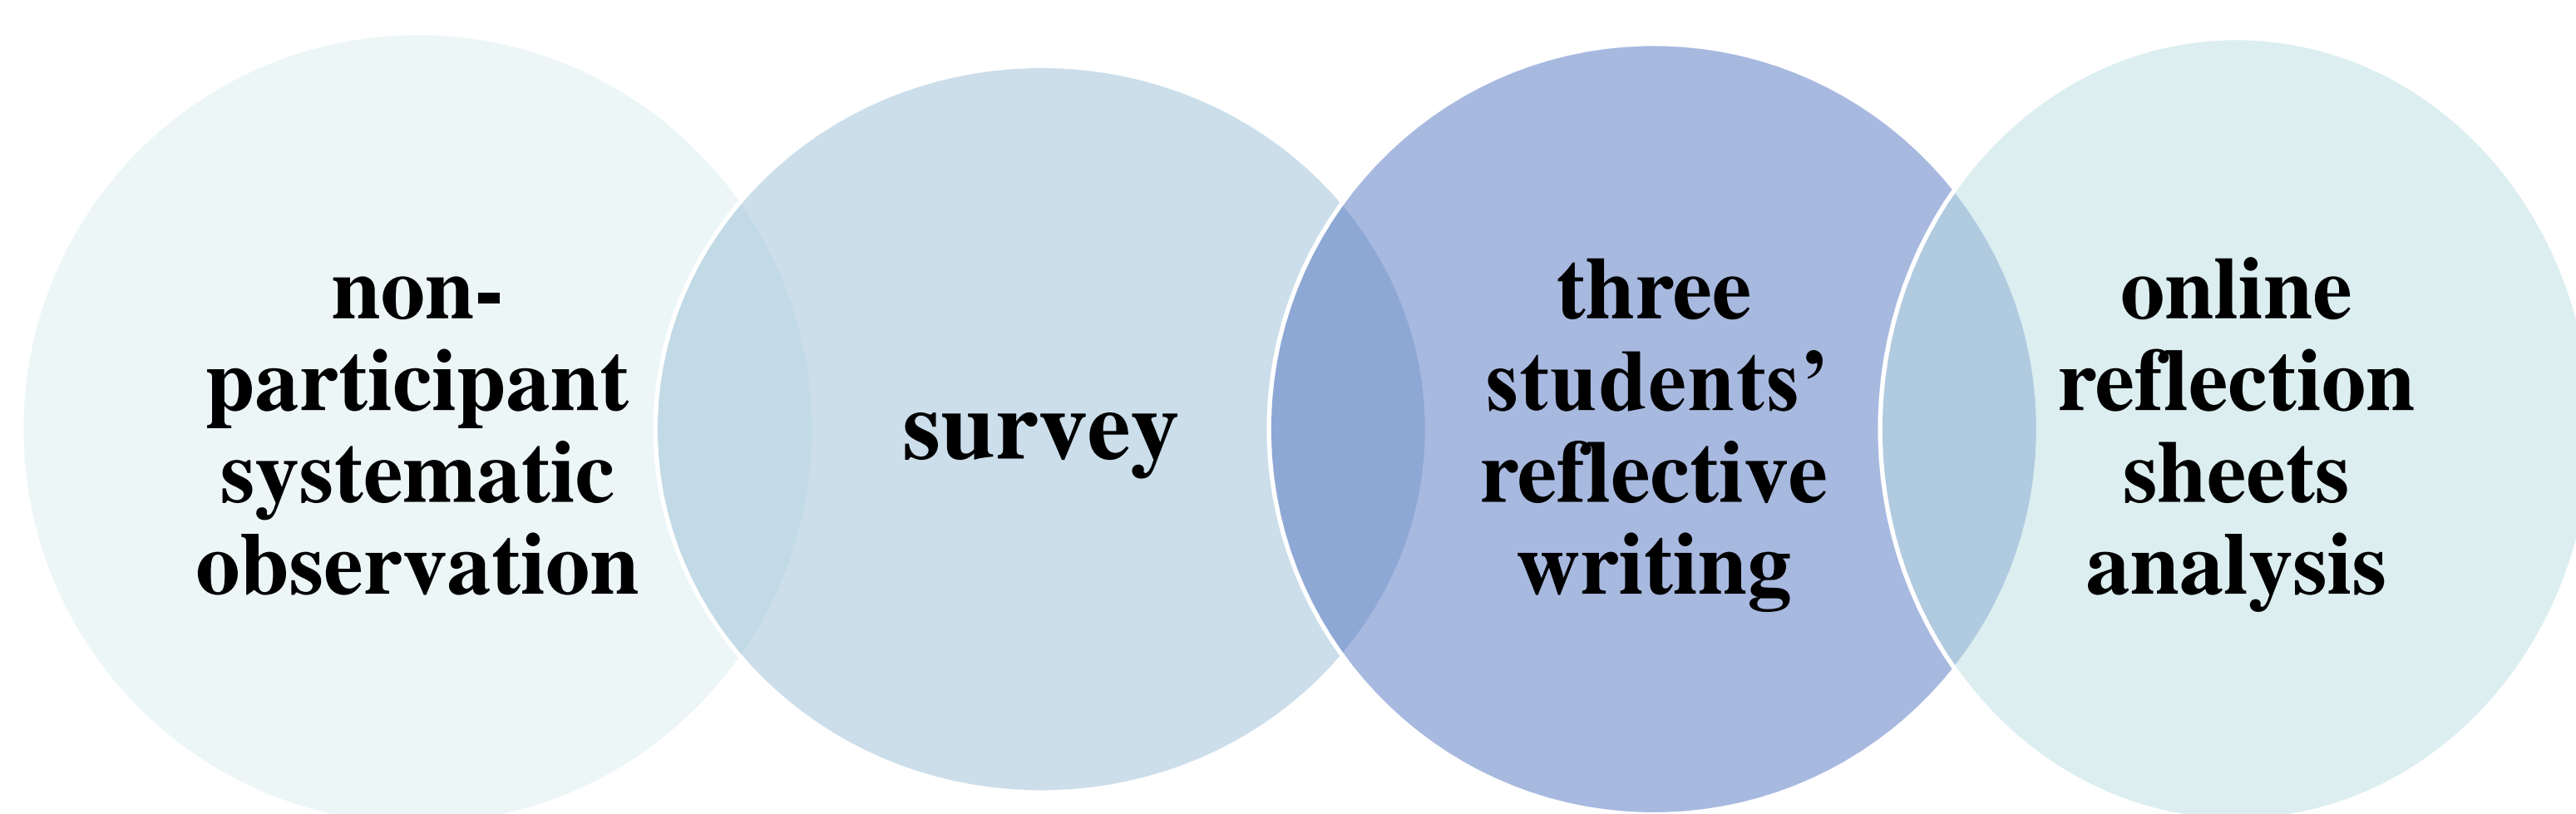 non-
participant
systematic
observation
survey
three
students’
reflective
writing
online
reflection
sheets
analysis